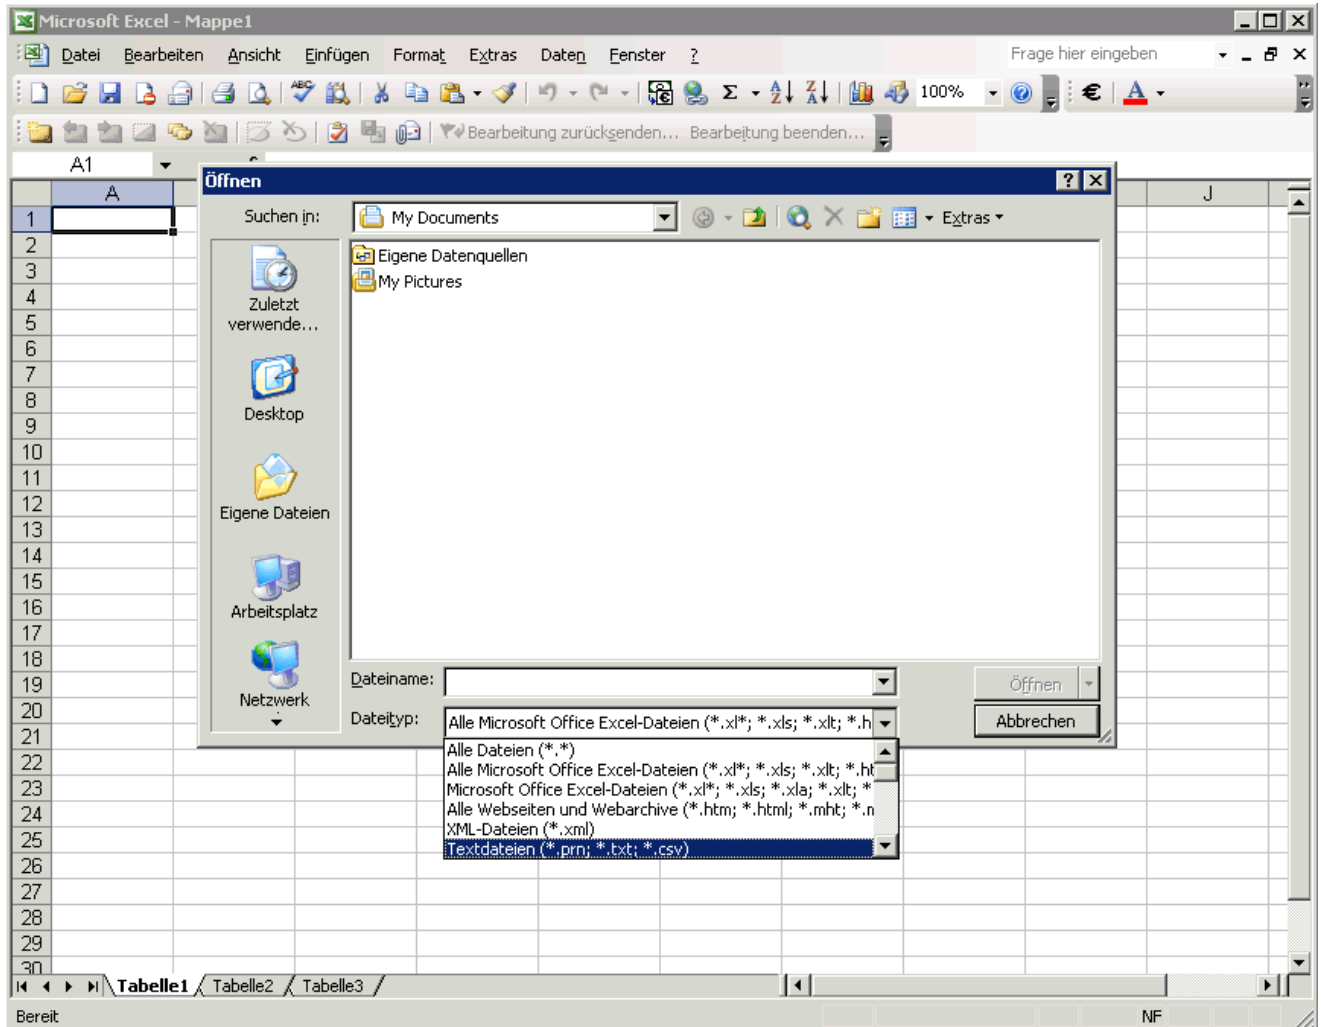 Microsoft Excel - Mappe1
Datei Bearbeiten Ansicht Einfügen Format Extras Daten Fenster ? Frage hier eingeben
ABC Σ A Z Z A 100% ? € A
Bearbeitung zurücksenden... Bearbeitung beenden...
A1
Öffnen ?
A J
Suchen in: My Documents Extras
1
2
3
4
5
6
7
8
9
10
11
12
13
14
15
16
17
18
19
20
21
22
23
24
25
26
27
28
29
30
Eigene Datenquellen
My Pictures
Zuletzt
verwende...
Desktop
Eigene Dateien
Arbeitsplatz
Netzwerk
Dateiname: Öffnen
Dateityp: Alle Microsoft Office Excel-Dateien (*.xl*; *.xls; *.xlt; *.h Abbrechen
Alle Dateien (*.*)
Alle Microsoft Office Excel-Dateien (*.xl*; *.xls; *.xlt; *.ht
Microsoft Office Excel-Dateien (*.xl*; *.xls; *.xla; *.xlt; *
Alle Webseiten und Webarchive (*.htm; *.html; *.mht; *.m
XML-Dateien (*.xml)
Textdateien (*.prn; *.txt; *.csv)
Tabelle1 Tabelle2 Tabelle3
Bereit NF